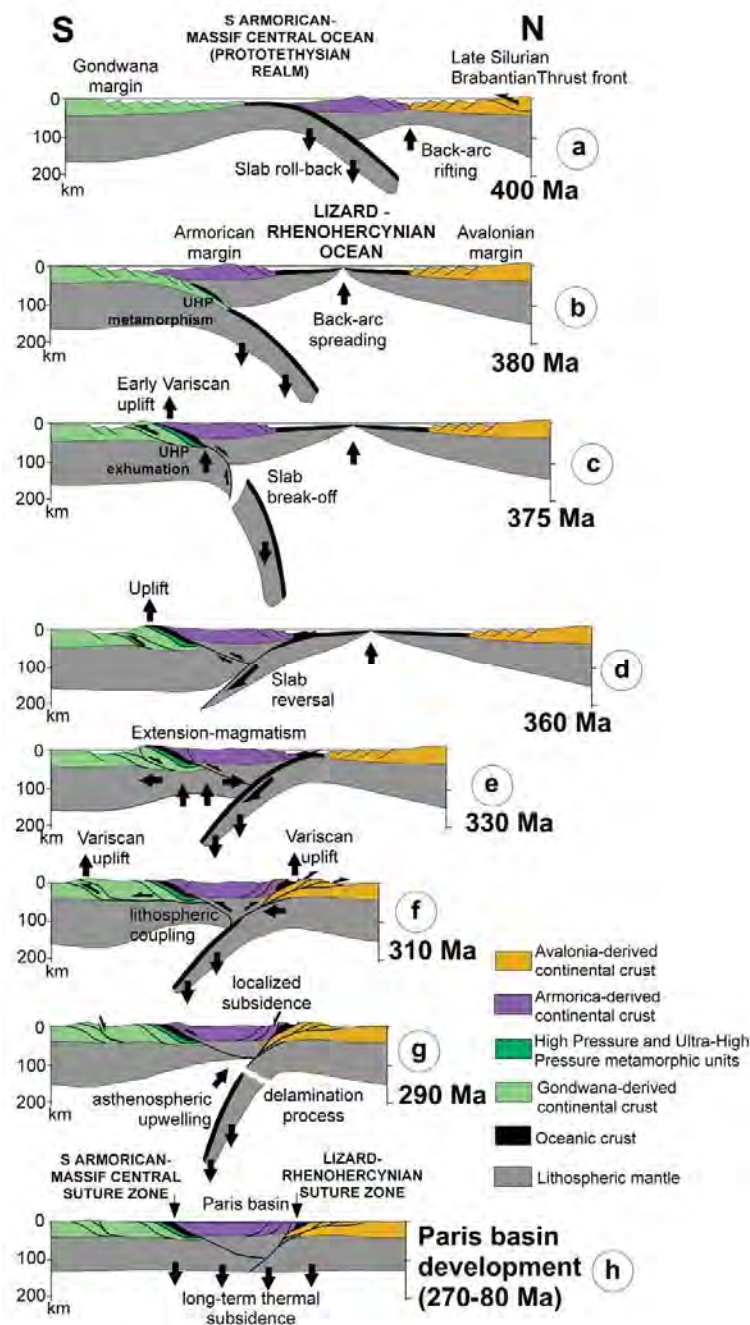 S
N
S ARMORICAN-
MASSIF CENTRAL OCEAN
(PROTOTETHYSIAN
REALM)
Gondwana
margin
Late Silurian
BrabantianThrust front
0
100
200
km
Slab roll-back
Back-arc
rifting
a
400 Ma
Armorican
margin
LIZARD -
RHENOHERCYNIAN
OCEAN
Avalonian
margin
0
100
200
km
UHP
metamorphism
Back-arc
spreading
b
380 Ma
Early Variscan
uplift
0
100
200
km
UHP
exhumation
Slab
break-off
c
375 Ma
Uplift
0
100
200
km
Slab
reversal
d
360 Ma
Extension-magmatism
0
100
200
km
e
330 Ma
Variscan
uplift
Variscan
uplift
0
100
200
km
lithospheric
coupling
f
310 Ma
localized
subsidence
0
100
200
km
asthenospheric
upwelling
delamination
process
g
290 Ma
S ARMORICAN-
MASSIF CENTRAL
SUTURE ZONE
Paris basin
LIZARD-
RHENOHERCYNIAN
SUTURE ZONE
0
100
200
km
long-term thermal
subsidence
Paris basin
development
(270-80 Ma)
h
Avalonia-derived
continental crust
Armorica-derived
continental crust
High Pressure and Ultra-High
Pressure metamorphic units
Gondwana-derived
continental crust
Oceanic crust
Lithospheric mantle